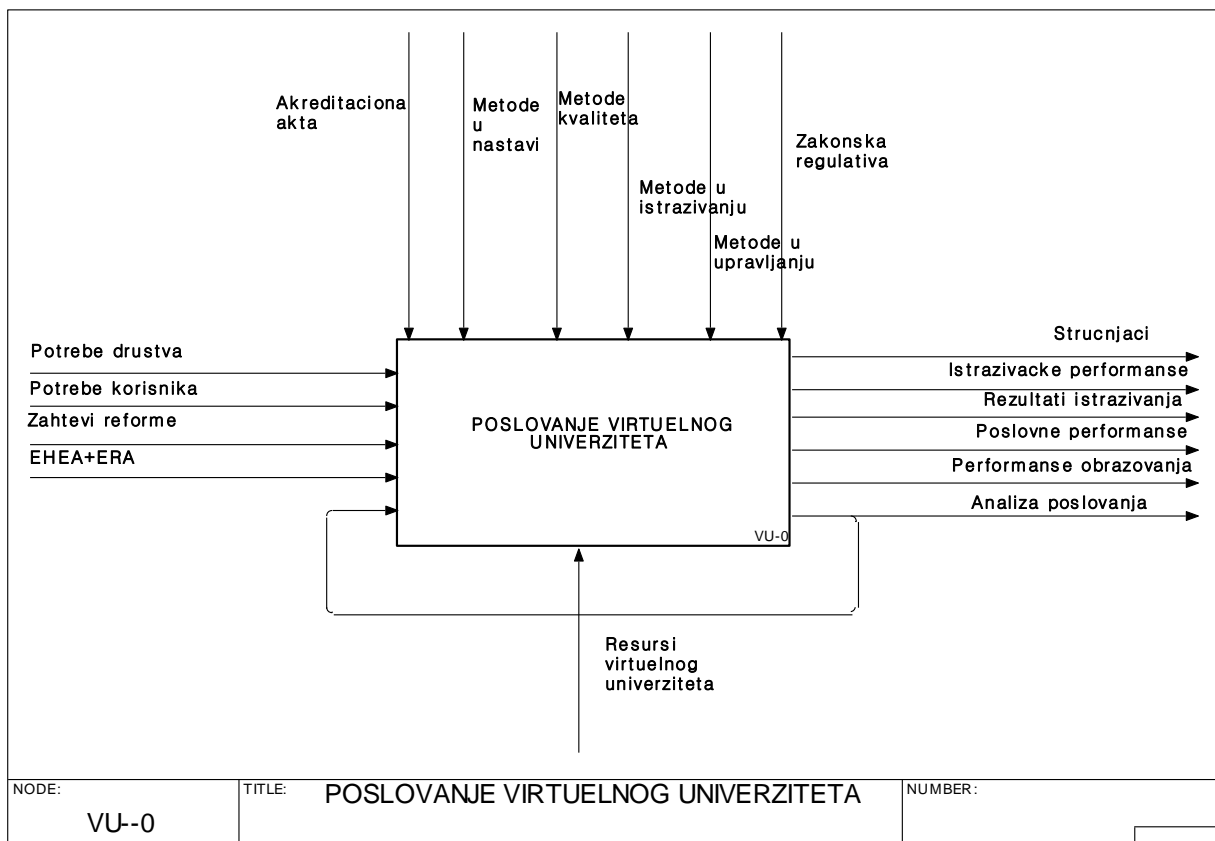 Akreditaciona
akta
Metode
u
nastavi
Metode
kvaliteta
Metode u
istrazivanju
Metode u
upravljanju
Zakonska
regulativa
Potrebe drustva
Potrebe korisnika
Zahtevi reforme
EHEA+ERA
POSLOVANJE VIRTUELNOG
UNIVERZITETA
VU-0
Strucnjaci
Istrazivacke performanse
Rezultati istrazivanja
Poslovne performanse
Performanse obrazovanja
Analiza poslovanja
Resursi
virtuelnog
univerziteta
NODE:
VU--0
TITLE:
POSLOVANJE VIRTUELNOG UNIVERZITETA
NUMBER: